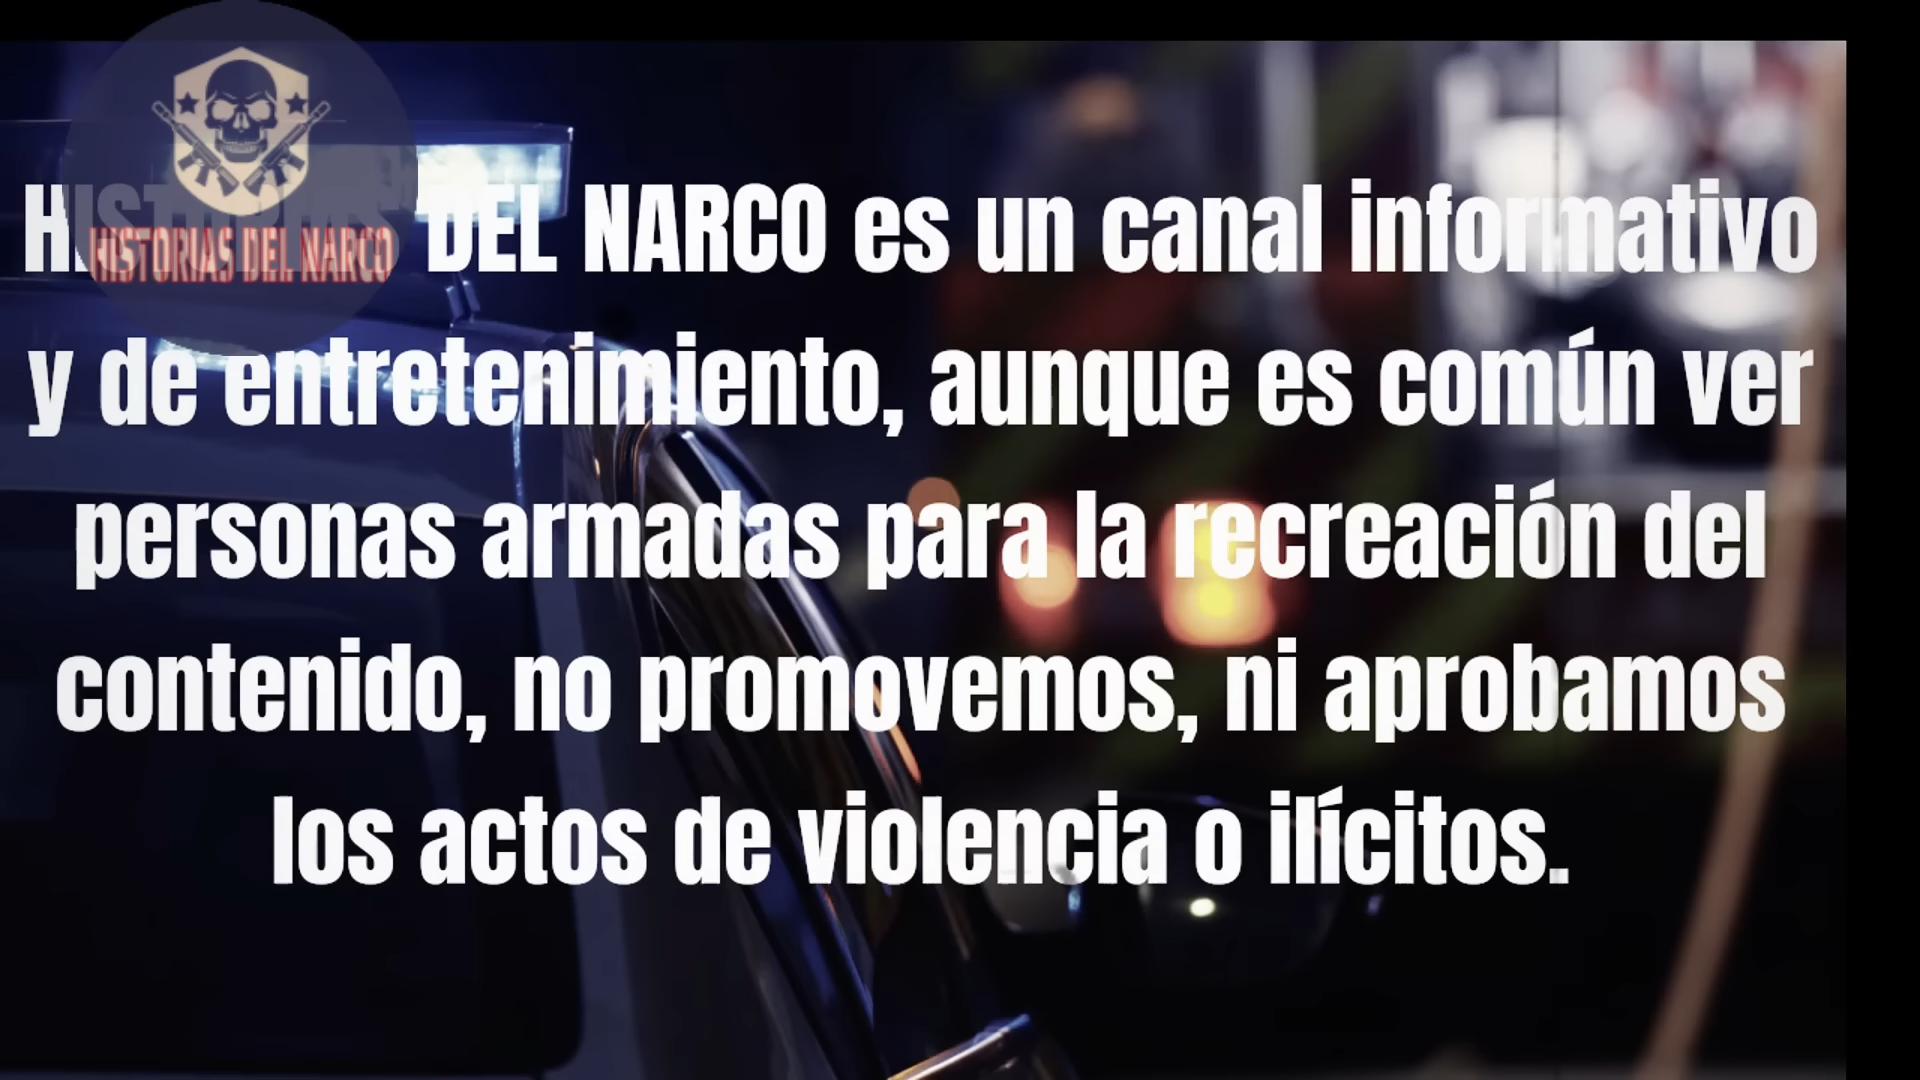 HISTORIAS DEL NARCO
HISTORIAS DEL NARCO es un canal informativo
y de entretenimiento, aunque es común ver
personas armadas para la recreación del
contenido, no promovemos, ni aprobamos
los actos de violencia o ilícitos.